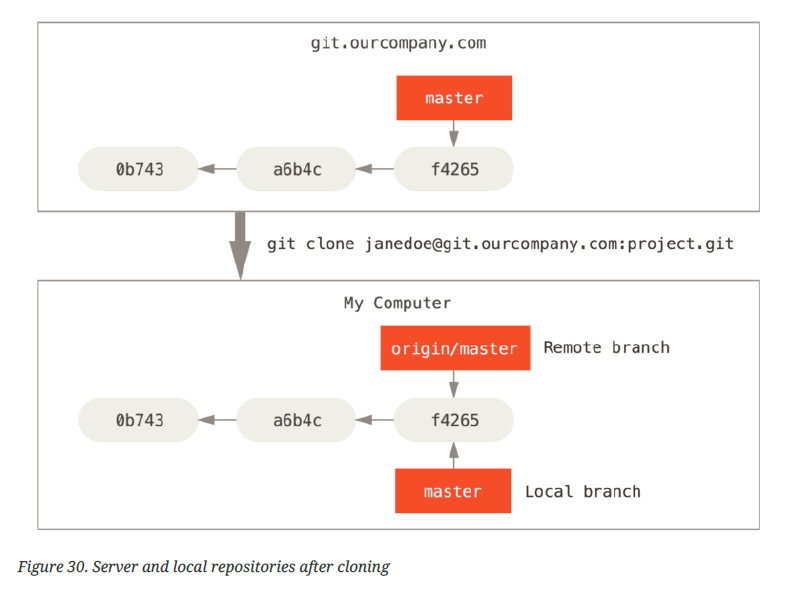 git.ourcompany.com
master
0b743
a6b4c
f4265
git clone janedoe@git.ourcompany.com:project.git
My Computer
origin/master
Remote branch
0b743
a6b4c
f4265
master
Local branch
Figure 30. Server and local repositories after cloning